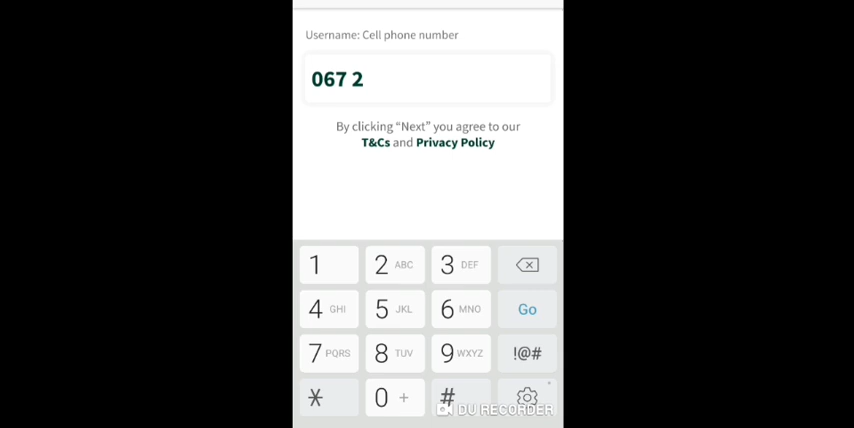 Username: Cell phone number
067 2
By clicking “Next” you agree to our
T&Cs and Privacy Policy
1 2 ABC 3 DEF
4 GHI 5 JKL 6 MNO Go
7 PQRS 8 TUV 9 WXYZ !@#
* 0 + #
DU RECORDER